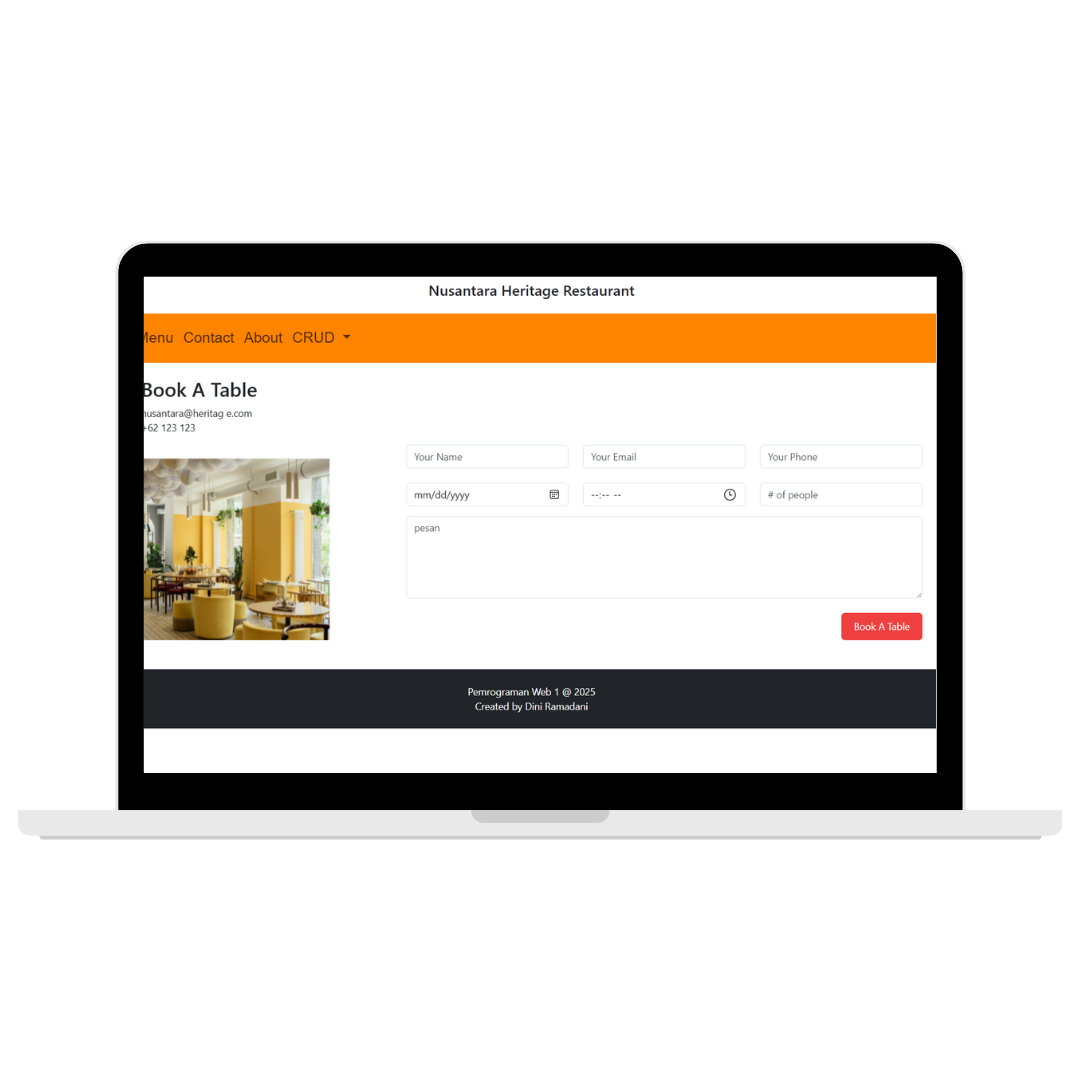 Nusantara Heritage Restaurant
Menu Contact About CRUD
Book A Table
nusantara@heritag e.com
+62 123 123
Your Name Your Email Your Phone
mm/dd/yyyy --:-- -- # of people
pesan
Book A Table
Pemrograman Web 1 @ 2025
Created by Dini Ramadani